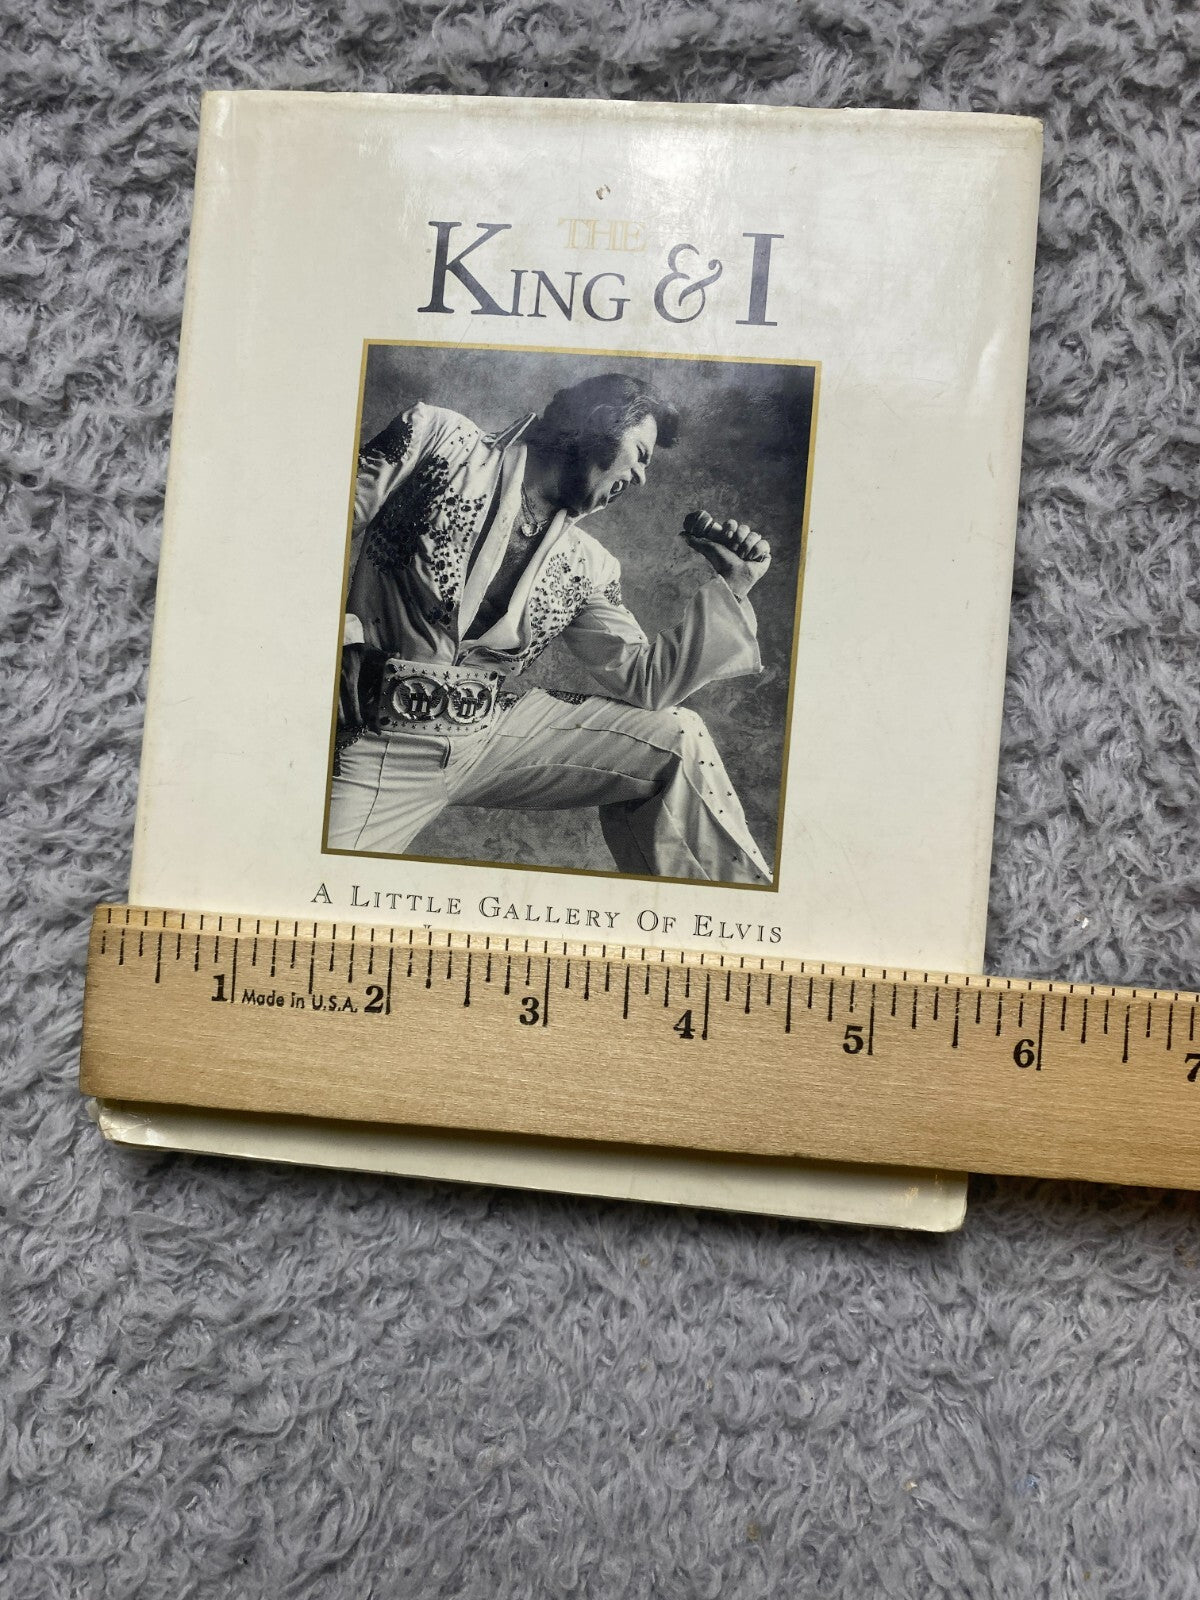 THE
KING & I
A LITTLE GALLERY OF ELVIS
1 Made in U.S.A. 2 3 4 5 6 7